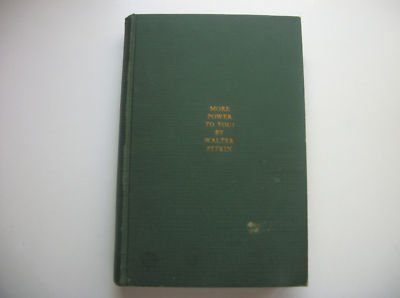 MORE
POWER
TO YOU!
BY
WALTER
PITKIN